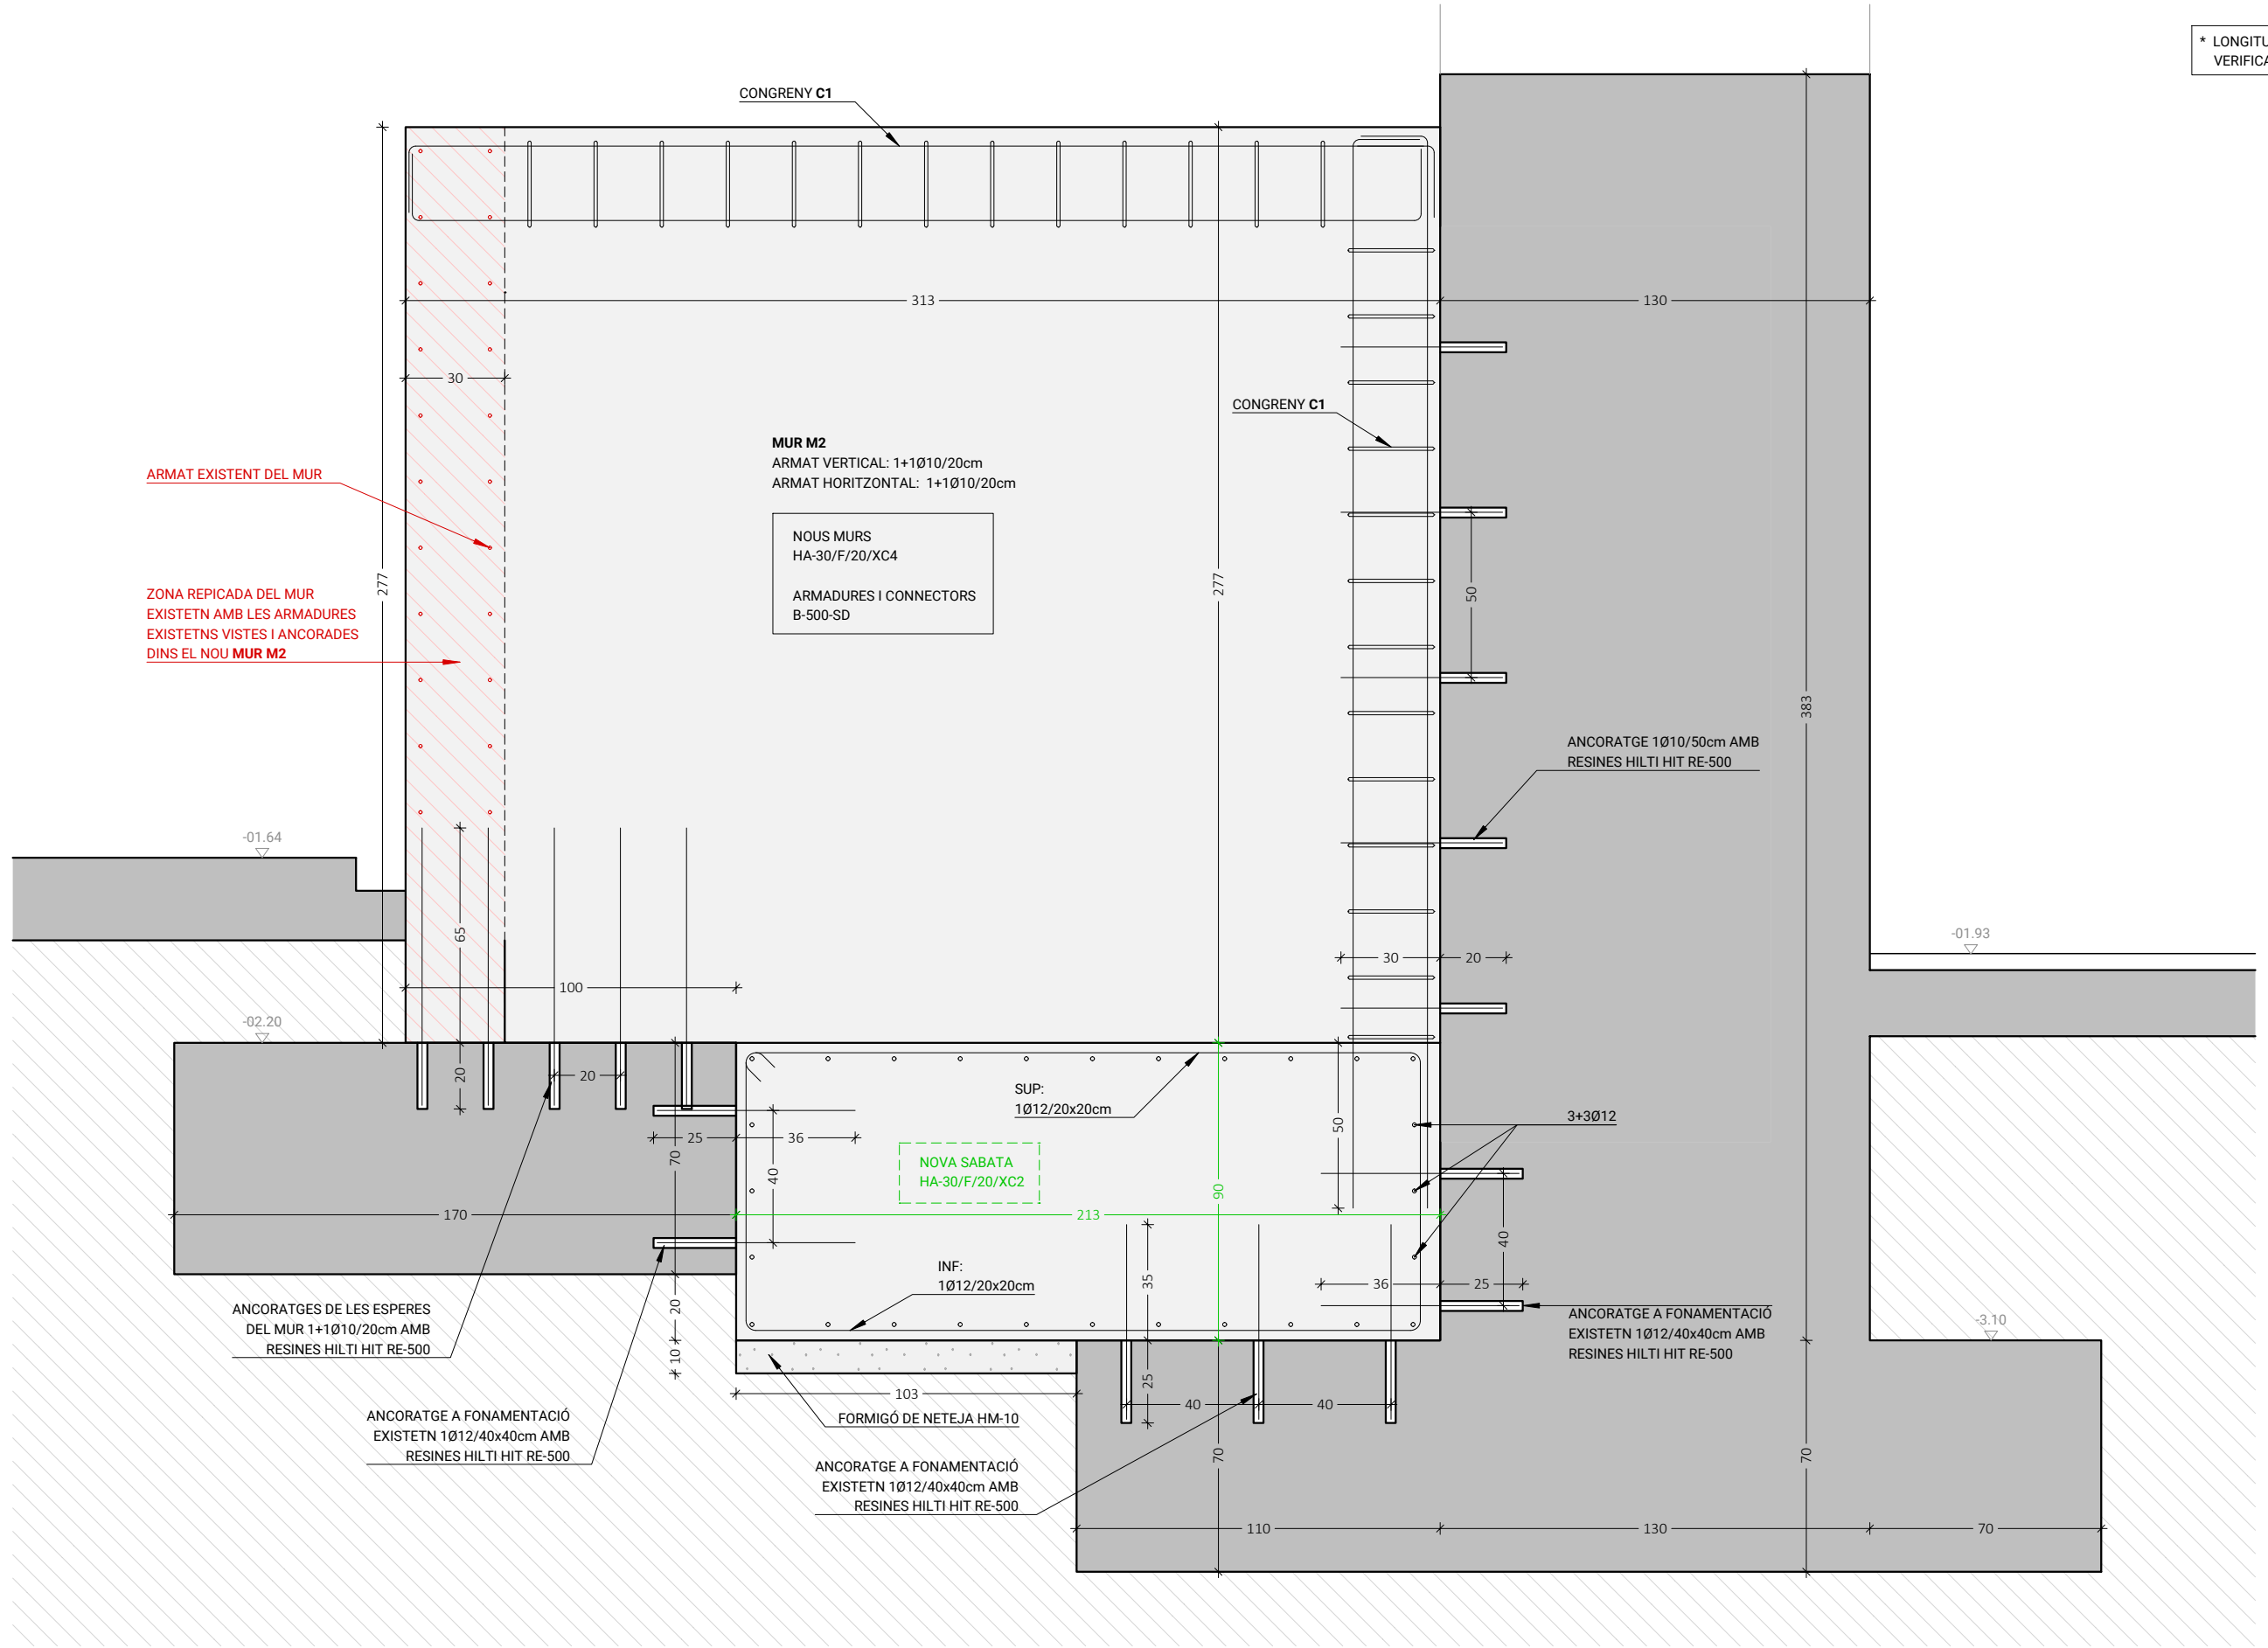 * LONGITU
VERIFICA
CONGRENY C1
313
130
30
CONGRENY C1
MUR M2
ARMAT VERTICAL: 1+1Ø10/20cm
ARMAT HORITZONTAL: 1+1Ø10/20cm
ARMAT EXISTENT DEL MUR
NOUS MURS
HA-30/F/20/XC4
ARMADURES I CONNECTORS
B-500-SD
277
277
50
ZONA REPICADA DEL MUR
EXISTETN AMB LES ARMADURES
EXISTETNS VISTES I ANCORADES
DINS EL NOU MUR M2
383
ANCORATGE 1Ø10/50cm AMB
RESINES HILTI HIT RE-500
-01.64
65
-01.93
30
20
100
-02.20
20
20
SUP:
1Ø12/20x20cm
50
3+3Ø12
25
36
70
40
NOVA SABATA
HA-30/F/20/XC2
90
170
213
40
INF:
1Ø12/20x20cm
35
36
25
20
ANCORATGES DE LES ESPERES
DEL MUR 1+1Ø10/20cm AMB
RESINES HILTI HIT RE-500
ANCORATGE A FONAMENTACIÓ
EXISTETN 1Ø12/40x40cm AMB
RESINES HILTI HIT RE-500
-3.10
10
25
103
40
40
FORMIGÓ DE NETEJA HM-10
ANCORATGE A FONAMENTACIÓ
EXISTETN 1Ø12/40x40cm AMB
RESINES HILTI HIT RE-500
70
70
ANCORATGE A FONAMENTACIÓ
EXISTETN 1Ø12/40x40cm AMB
RESINES HILTI HIT RE-500
110
130
70